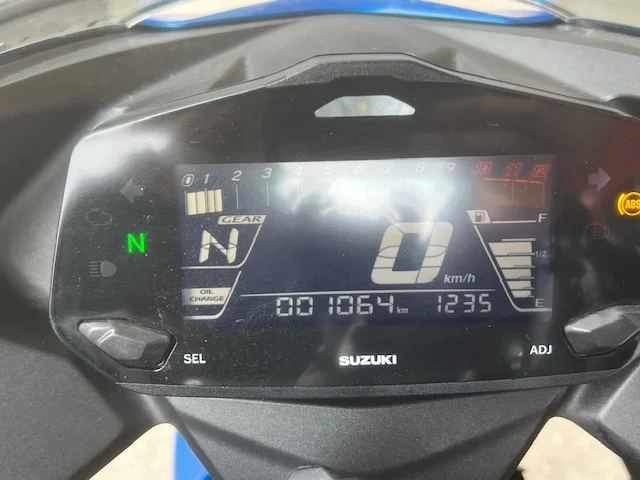 0 1 2 3 4 5 6 7 8 9 10 11 12
GEAR
N
N
0 km/h
F
1/2
E
ABS
OIL CHANGE
001064 km 1235
SEL SUZUKI ADJ